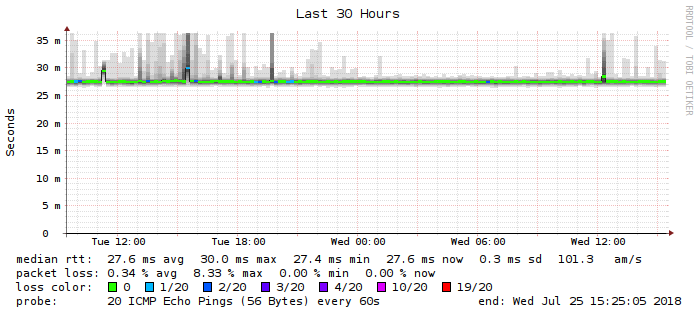 Last 30 Hours
RRDTOOL / TOBI OETIKER
Seconds
35 m
30 m
25 m
20 m
15 m
10 m
5 m
0
Tue 12:00 Tue 18:00 Wed 00:00 Wed 06:00 Wed 12:00
median rtt: 27.6 ms avg 30.0 ms max 27.4 ms min 27.6 ms now 0.3 ms sd 101.3 am/s
packet loss: 0.34 % avg 8.33 % max 0.00 % min 0.00 % now
loss color: 0 1/20 2/20 3/20 4/20 10/20 19/20
probe: 20 ICMP Echo Pings (56 Bytes) every 60s end: Wed Jul 25 15:25:05 2018